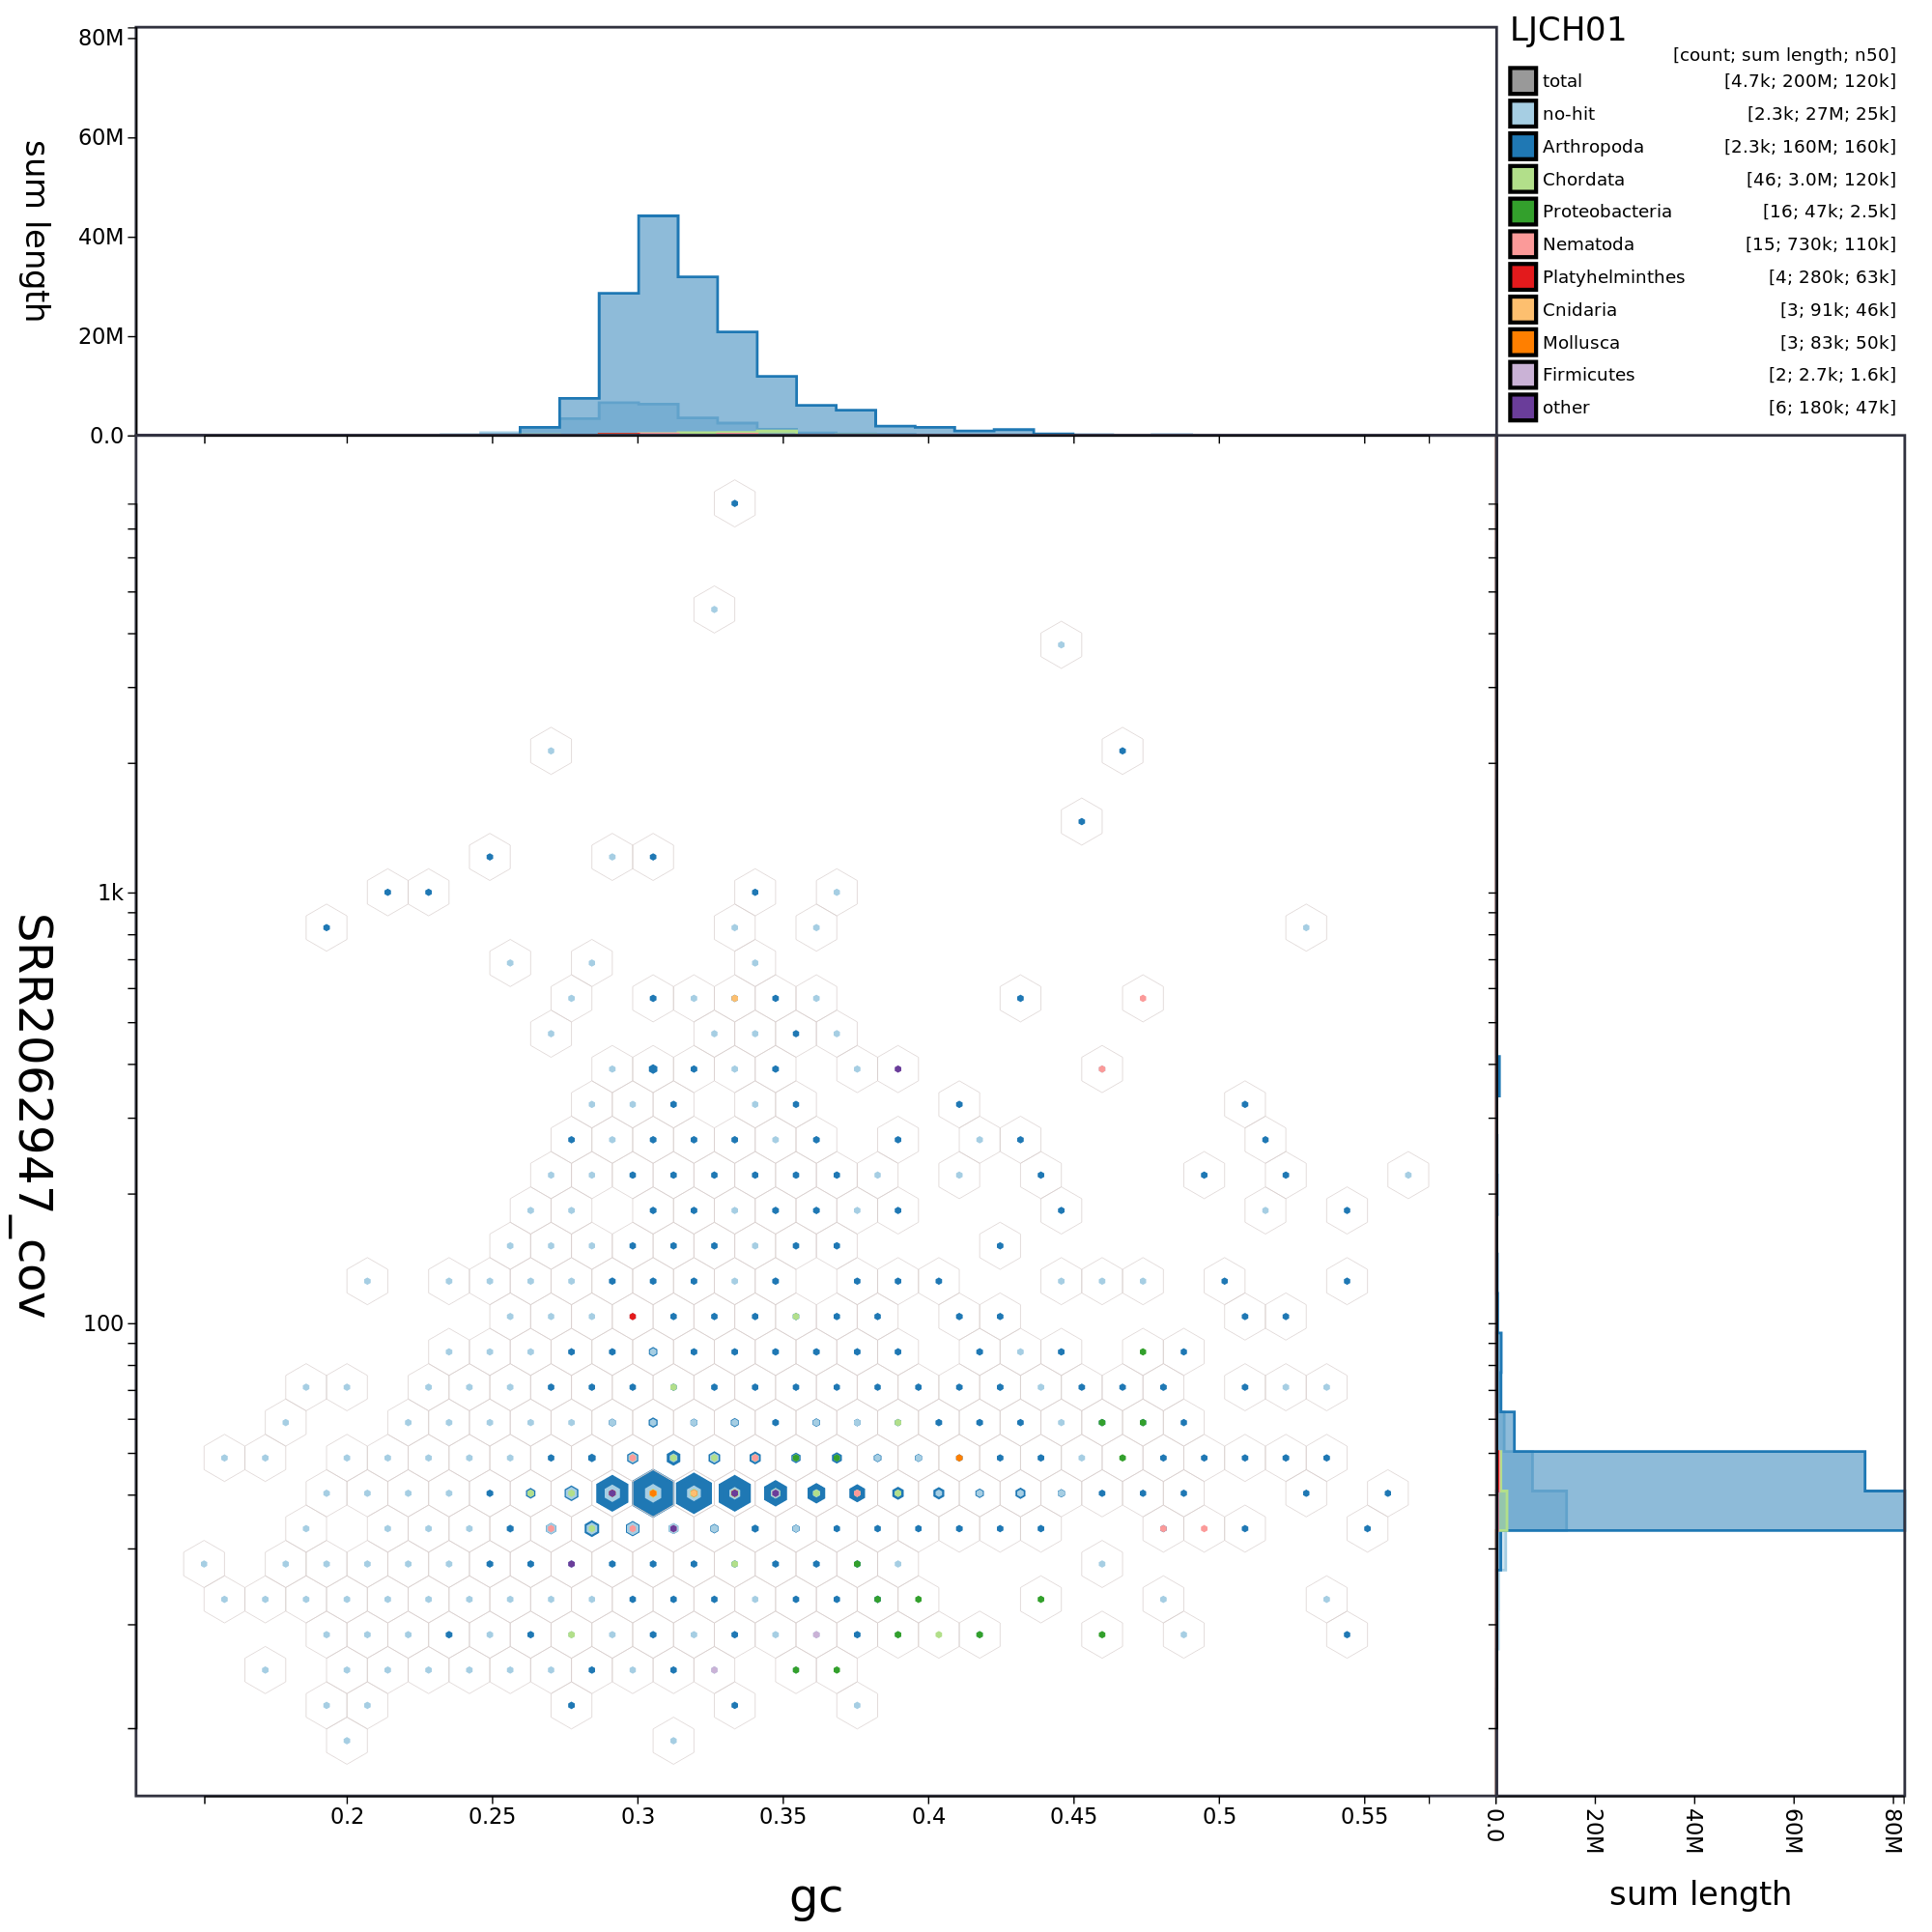 LJCH01
[count; sum length; n50]
total [4.7k; 200M; 120k]
no-hit [2.3k; 27M; 25k]
Arthropoda [2.3k; 160M; 160k]
Chordata [46; 3.0M; 120k]
Proteobacteria [16; 47k; 2.5k]
Nematoda [15; 730k; 110k]
Platyhelminthes [4; 280k; 63k]
Cnidaria [3; 91k; 46k]
Mollusca [3; 83k; 50k]
Firmicutes [2; 2.7k; 1.6k]
other [6; 180k; 47k]
80M
60M
40M
20M
0.0
sum length
1k
100
SRR2062947_cov
0.2 0.25 0.3 0.35 0.4 0.45 0.5 0.55
gc
0.0 20M 40M 60M 80M
sum length